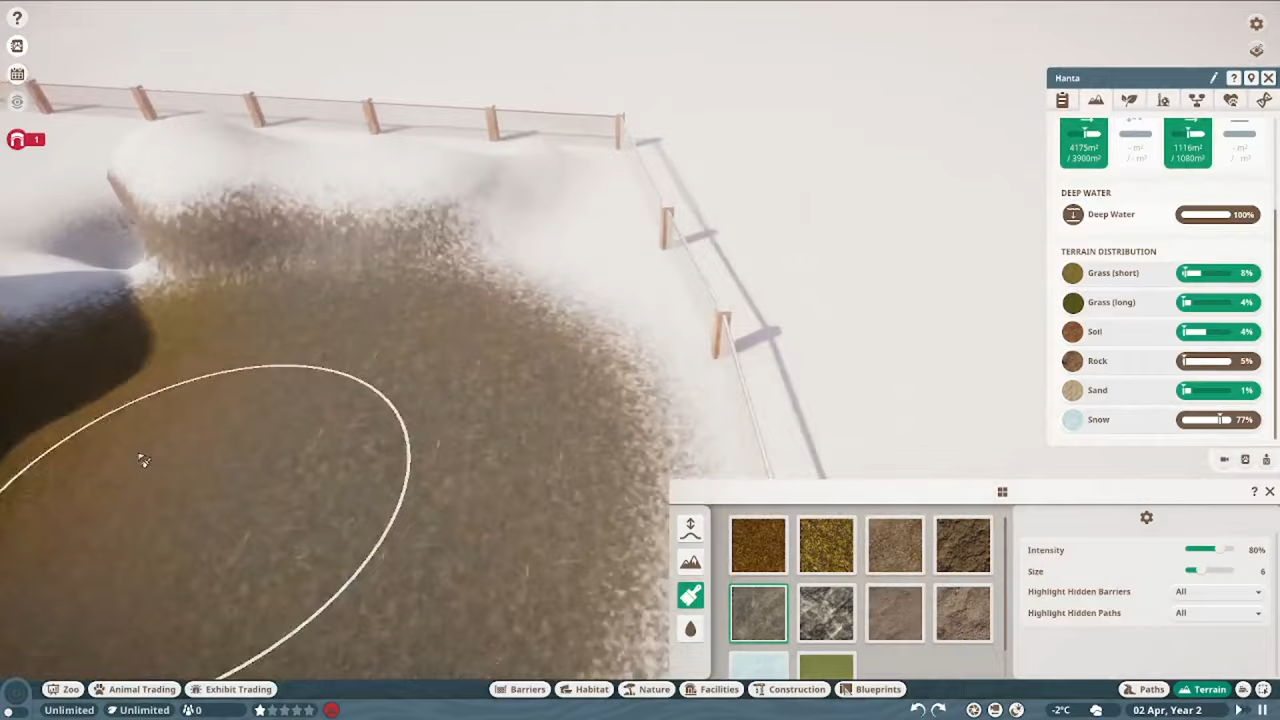 ?
1
Hanta
?
4175m²
/ 3900m²
- m²
/ - m²
1116m²
/ 1080m²
- m²
/ - m²
DEEP WATER
Deep Water 100%
TERRAIN DISTRIBUTION
Grass (short) 8%
Grass (long) 4%
Soil 4%
Rock 5%
Sand 1%
Snow 77%
?
Intensity 80%
Size 6
Highlight Hidden Barriers All
Highlight Hidden Paths All
Zoo Animal Trading Exhibit Trading Barriers Habitat Nature Facilities Construction Blueprints Paths Terrain
Unlimited Unlimited 0 -2°C 02 Apr, Year 2